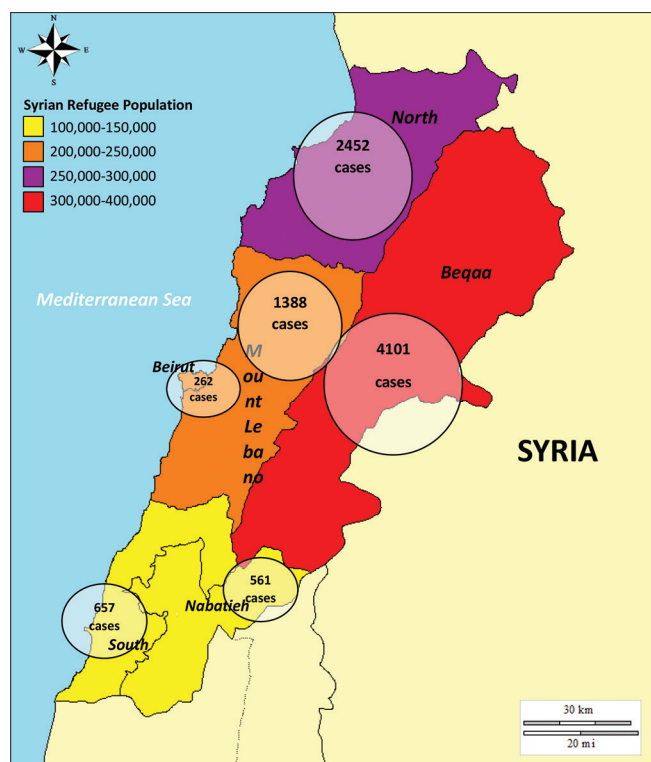 N
W E
S
Syrian Refugee Population
100,000-150,000
200,000-250,000
250,000-300,000
300,000-400,000
North
2452
cases
Beqaa
Mediterranean Sea
1388
cases
4101
cases
Beirut
262
cases
M
ou
nt
Le
ba
no
SYRIA
561
cases
Nabatieh
657
cases
South
30 km
20 mi